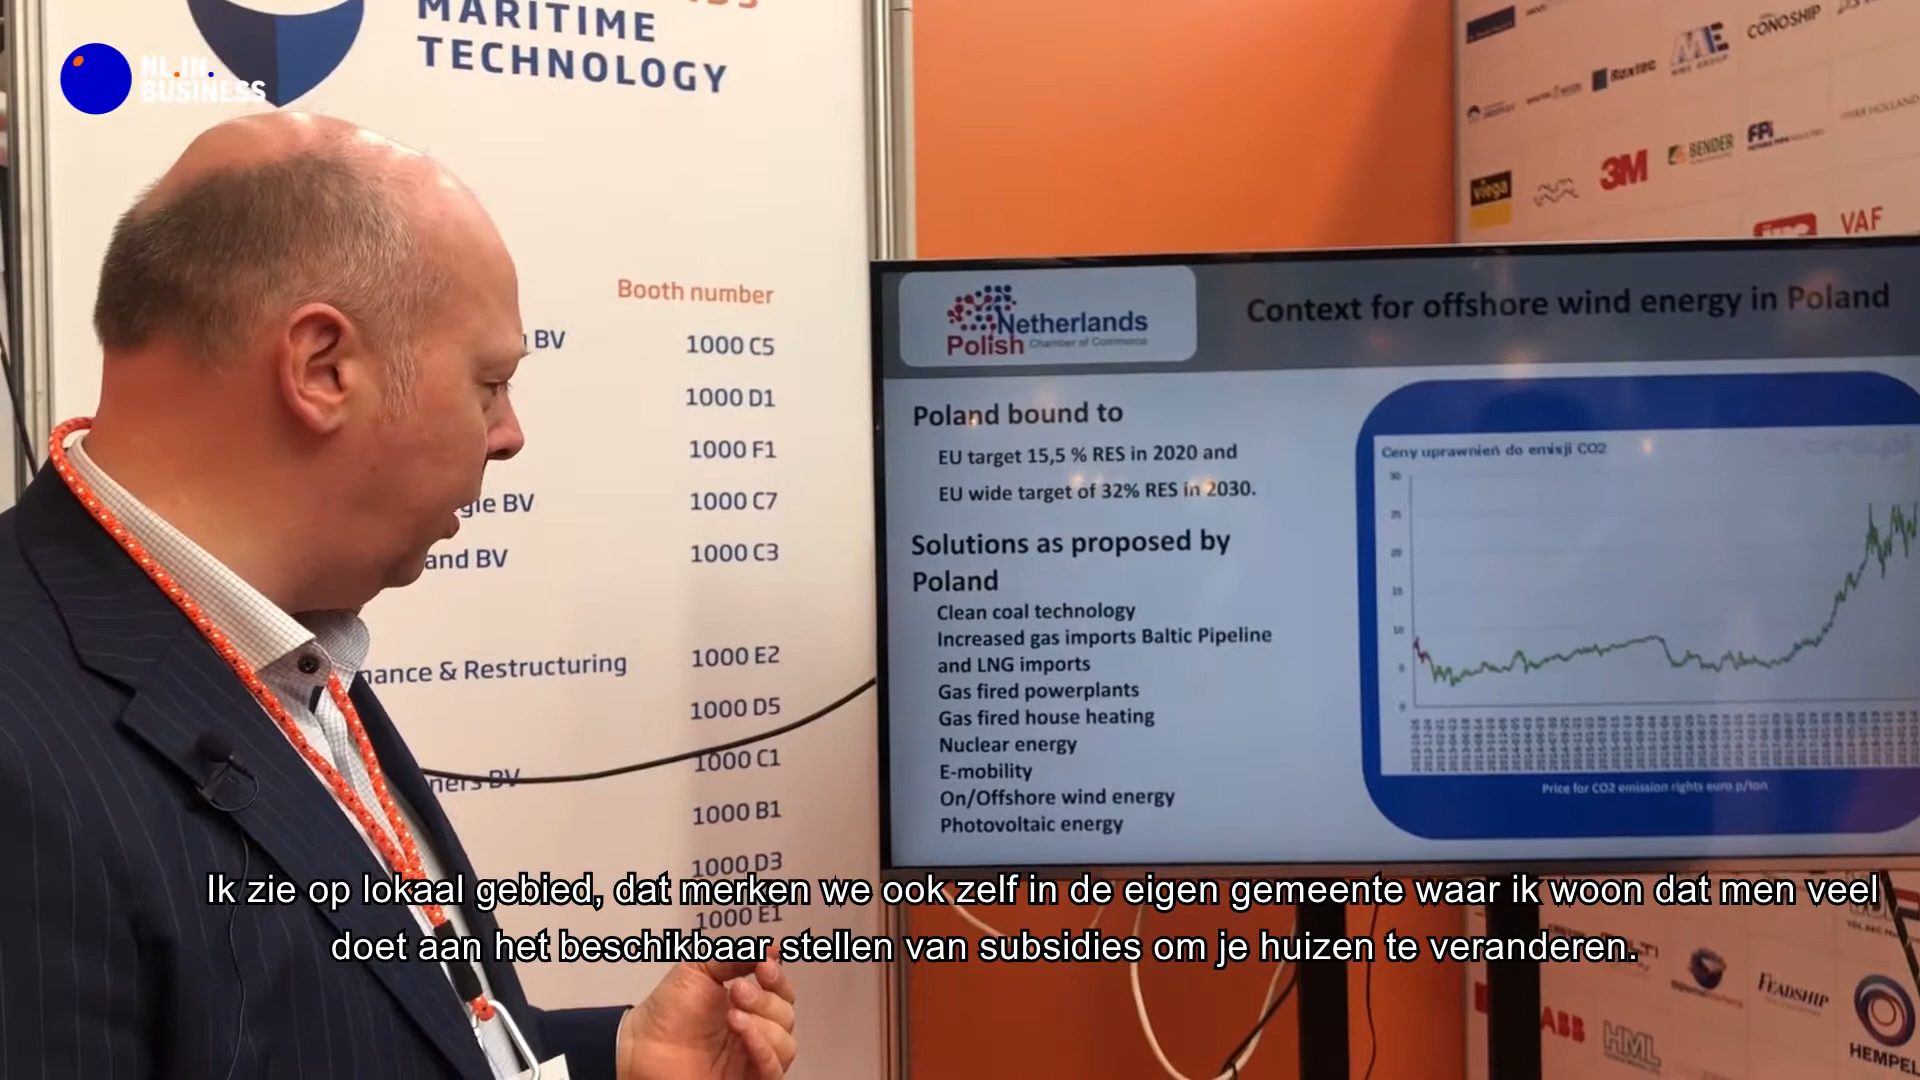 MARITIME
TECHNOLOGY
NL.IN.
BUSINESS
Booth number
BV
1000 C5
1000 D1
1000 F1
gie BV
1000 C7
and BV
1000 C3
1000 E2
nance & Restructuring
1000 D5
1000 C1
ners BV
1000 B1
1000 D3
1000 E1
CONOSHIP
Roxtec
viega
3M
BENDER
FPi
VAF
Netherlands
Polish Chamber of Commerce
Context for offshore wind energy in Poland
Poland bound to
EU target 15,5 % RES in 2020 and
EU wide target of 32% RES in 2030.
Solutions as proposed by
Poland
Clean coal technology
Increased gas imports Baltic Pipeline
and LNG imports
Gas fired powerplants
Gas fired house heating
Nuclear energy
E-mobility
On/Offshore wind energy
Photovoltaic energy
Ceny uprawnień do emisji CO2
Price for CO2 emission rights euro p/ton
Ik zie op lokaal gebied, dat merken we ook zelf in de eigen gemeente waar ik woon dat men veel
doet aan het beschikbaar stellen van subsidies om je huizen te veranderen.
FEADSHIP
ABB
HML
HEMPEL